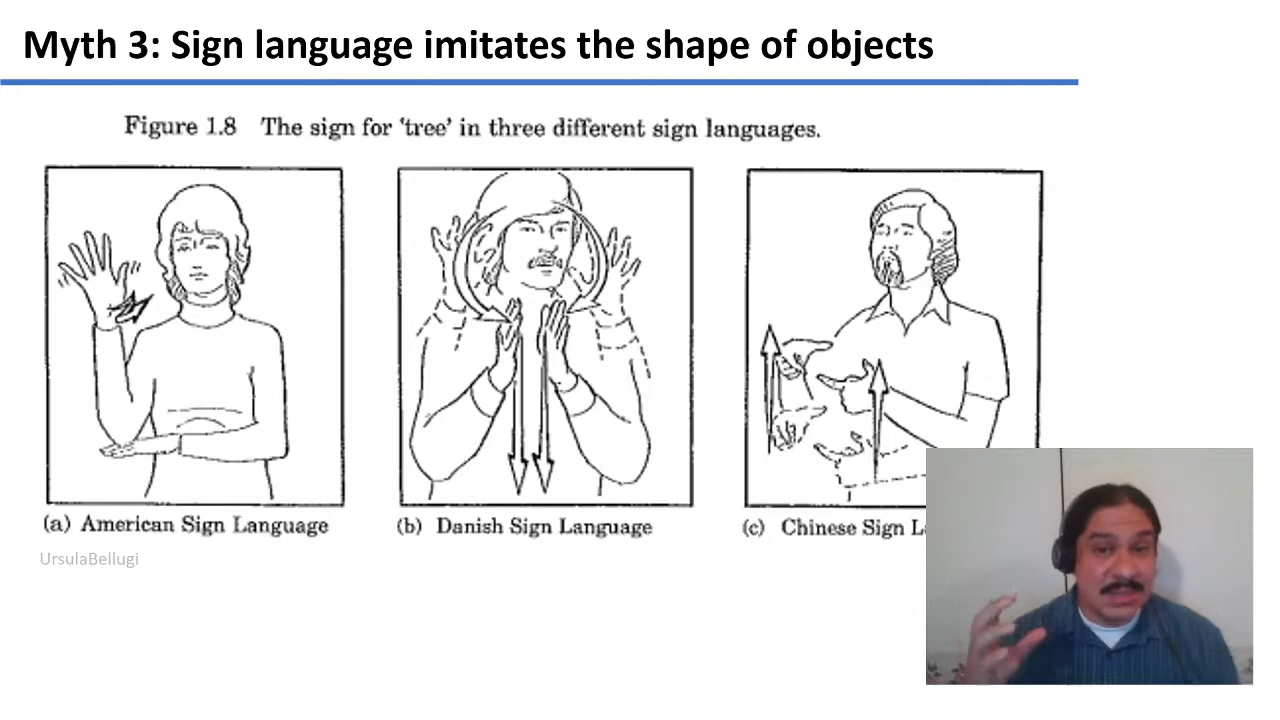 Myth 3: Sign language imitates the shape of objects
Figure 1.8 The sign for 'tree' in three different sign languages.
(a) American Sign Language
(b) Danish Sign Language
(c) Chinese Sign
UrsulaBellugi